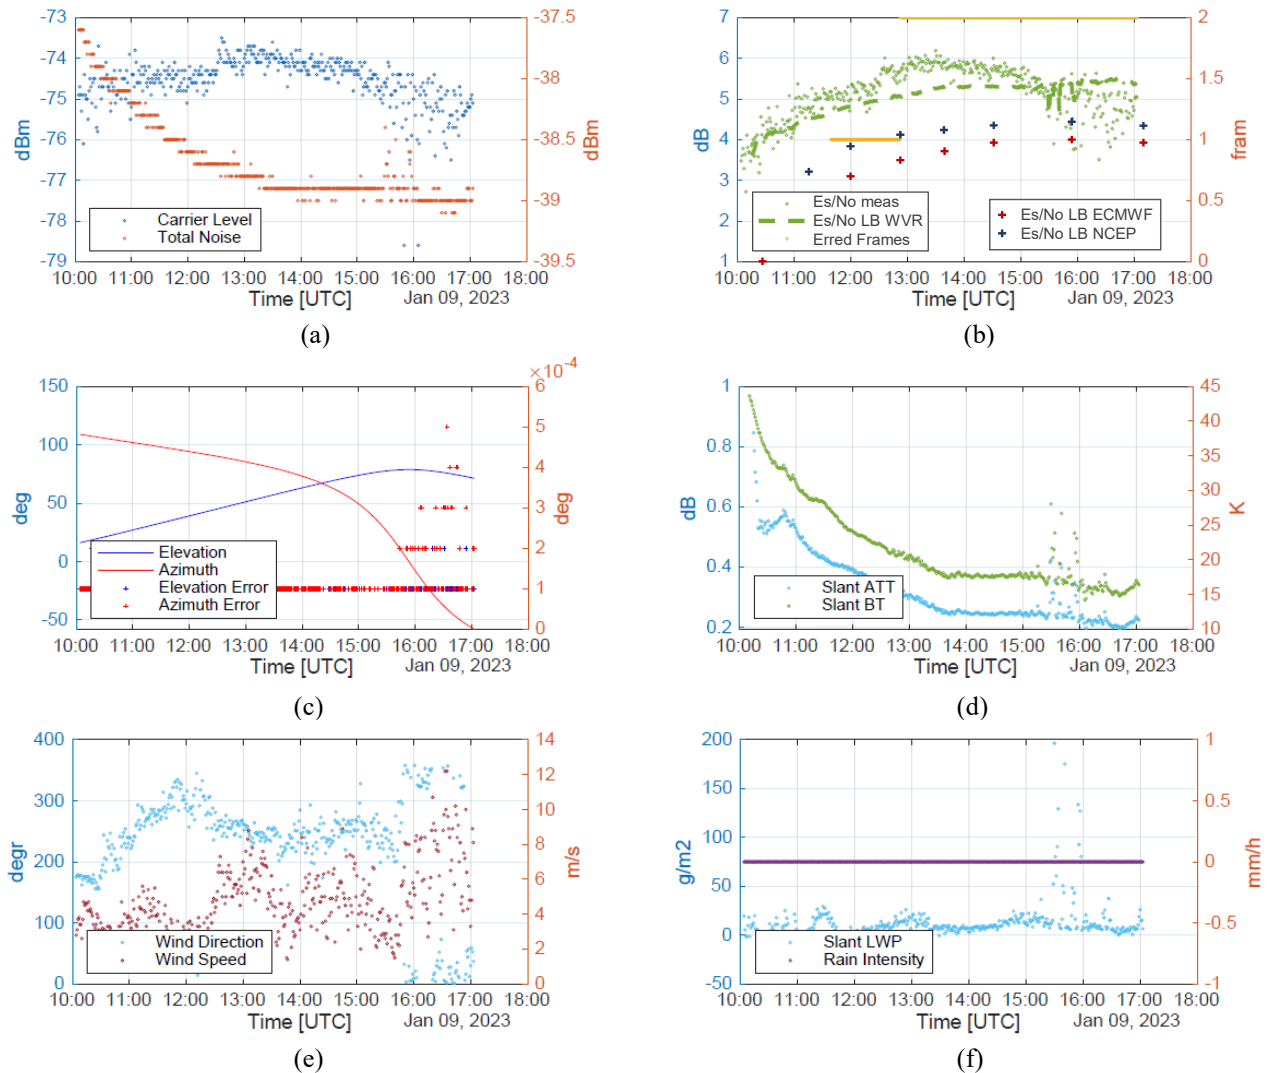 -73
-74
-75
-76
-77
-78
-79
dBm
-37.5
-38
-38.5
-39
-39.5
dBm
Carrier Level
Total Noise
10:00 11:00 12:00 13:00 14:00 15:00 16:00 17:00 18:00
Time [UTC]
Jan 09, 2023
(a)
7
6
5
4
3
2
1
dB
2
1.5
1
0.5
0
fram
Es/No meas
Es/No LB WVR
Erred Frames
Es/No LB ECMWF
Es/No LB NCEP
10:00 11:00 12:00 13:00 14:00 15:00 16:00 17:00 18:00
Time [UTC]
Jan 09, 2023
(b)
150
100
50
0
-50
deg
×10⁻⁴
6
5
4
3
2
1
0
deg
Elevation
Azimuth
Elevation Error
Azimuth Error
10:00 11:00 12:00 13:00 14:00 15:00 16:00 17:00 18:00
Time [UTC]
Jan 09, 2023
(c)
1
0.8
0.6
0.4
0.2
dB
45
40
35
30
25
20
15
10
K
Slant ATT
Slant BT
10:00 11:00 12:00 13:00 14:00 15:00 16:00 17:00 18:00
Time [UTC]
Jan 09, 2023
(d)
400
300
200
100
0
degr
14
12
10
8
6
4
2
0
m/s
Wind Direction
Wind Speed
10:00 11:00 12:00 13:00 14:00 15:00 16:00 17:00 18:00
Time [UTC]
Jan 09, 2023
(e)
200
150
100
50
0
-50
g/m2
1
0.5
0
-0.5
-1
mm/h
Slant LWP
Rain Intensity
10:00 11:00 12:00 13:00 14:00 15:00 16:00 17:00 18:00
Time [UTC]
Jan 09, 2023
(f)